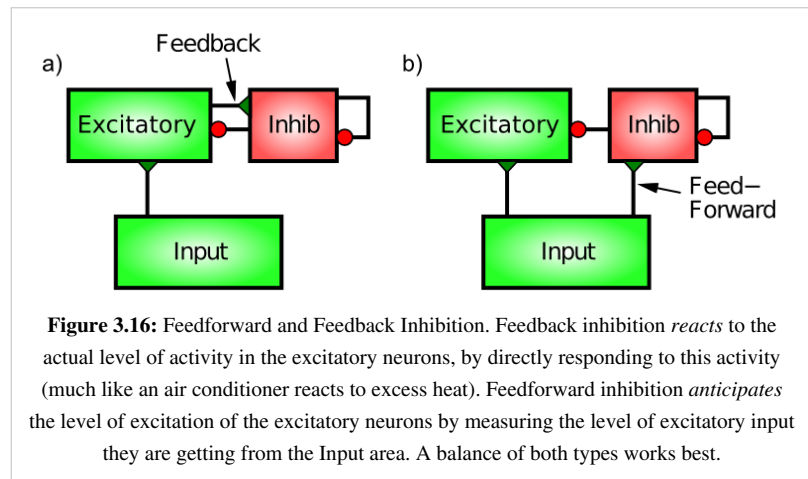 Feedback
a)
Excitatory
Inhib
Input
b)
Excitatory
Inhib
Feed–
Forward
Input
Figure 3.16: Feedforward and Feedback Inhibition. Feedback inhibition reacts to the
actual level of activity in the excitatory neurons, by directly responding to this activity
(much like an air conditioner reacts to excess heat). Feedforward inhibition anticipates
the level of excitation of the excitatory neurons by measuring the level of excitatory input
they are getting from the Input area. A balance of both types works best.